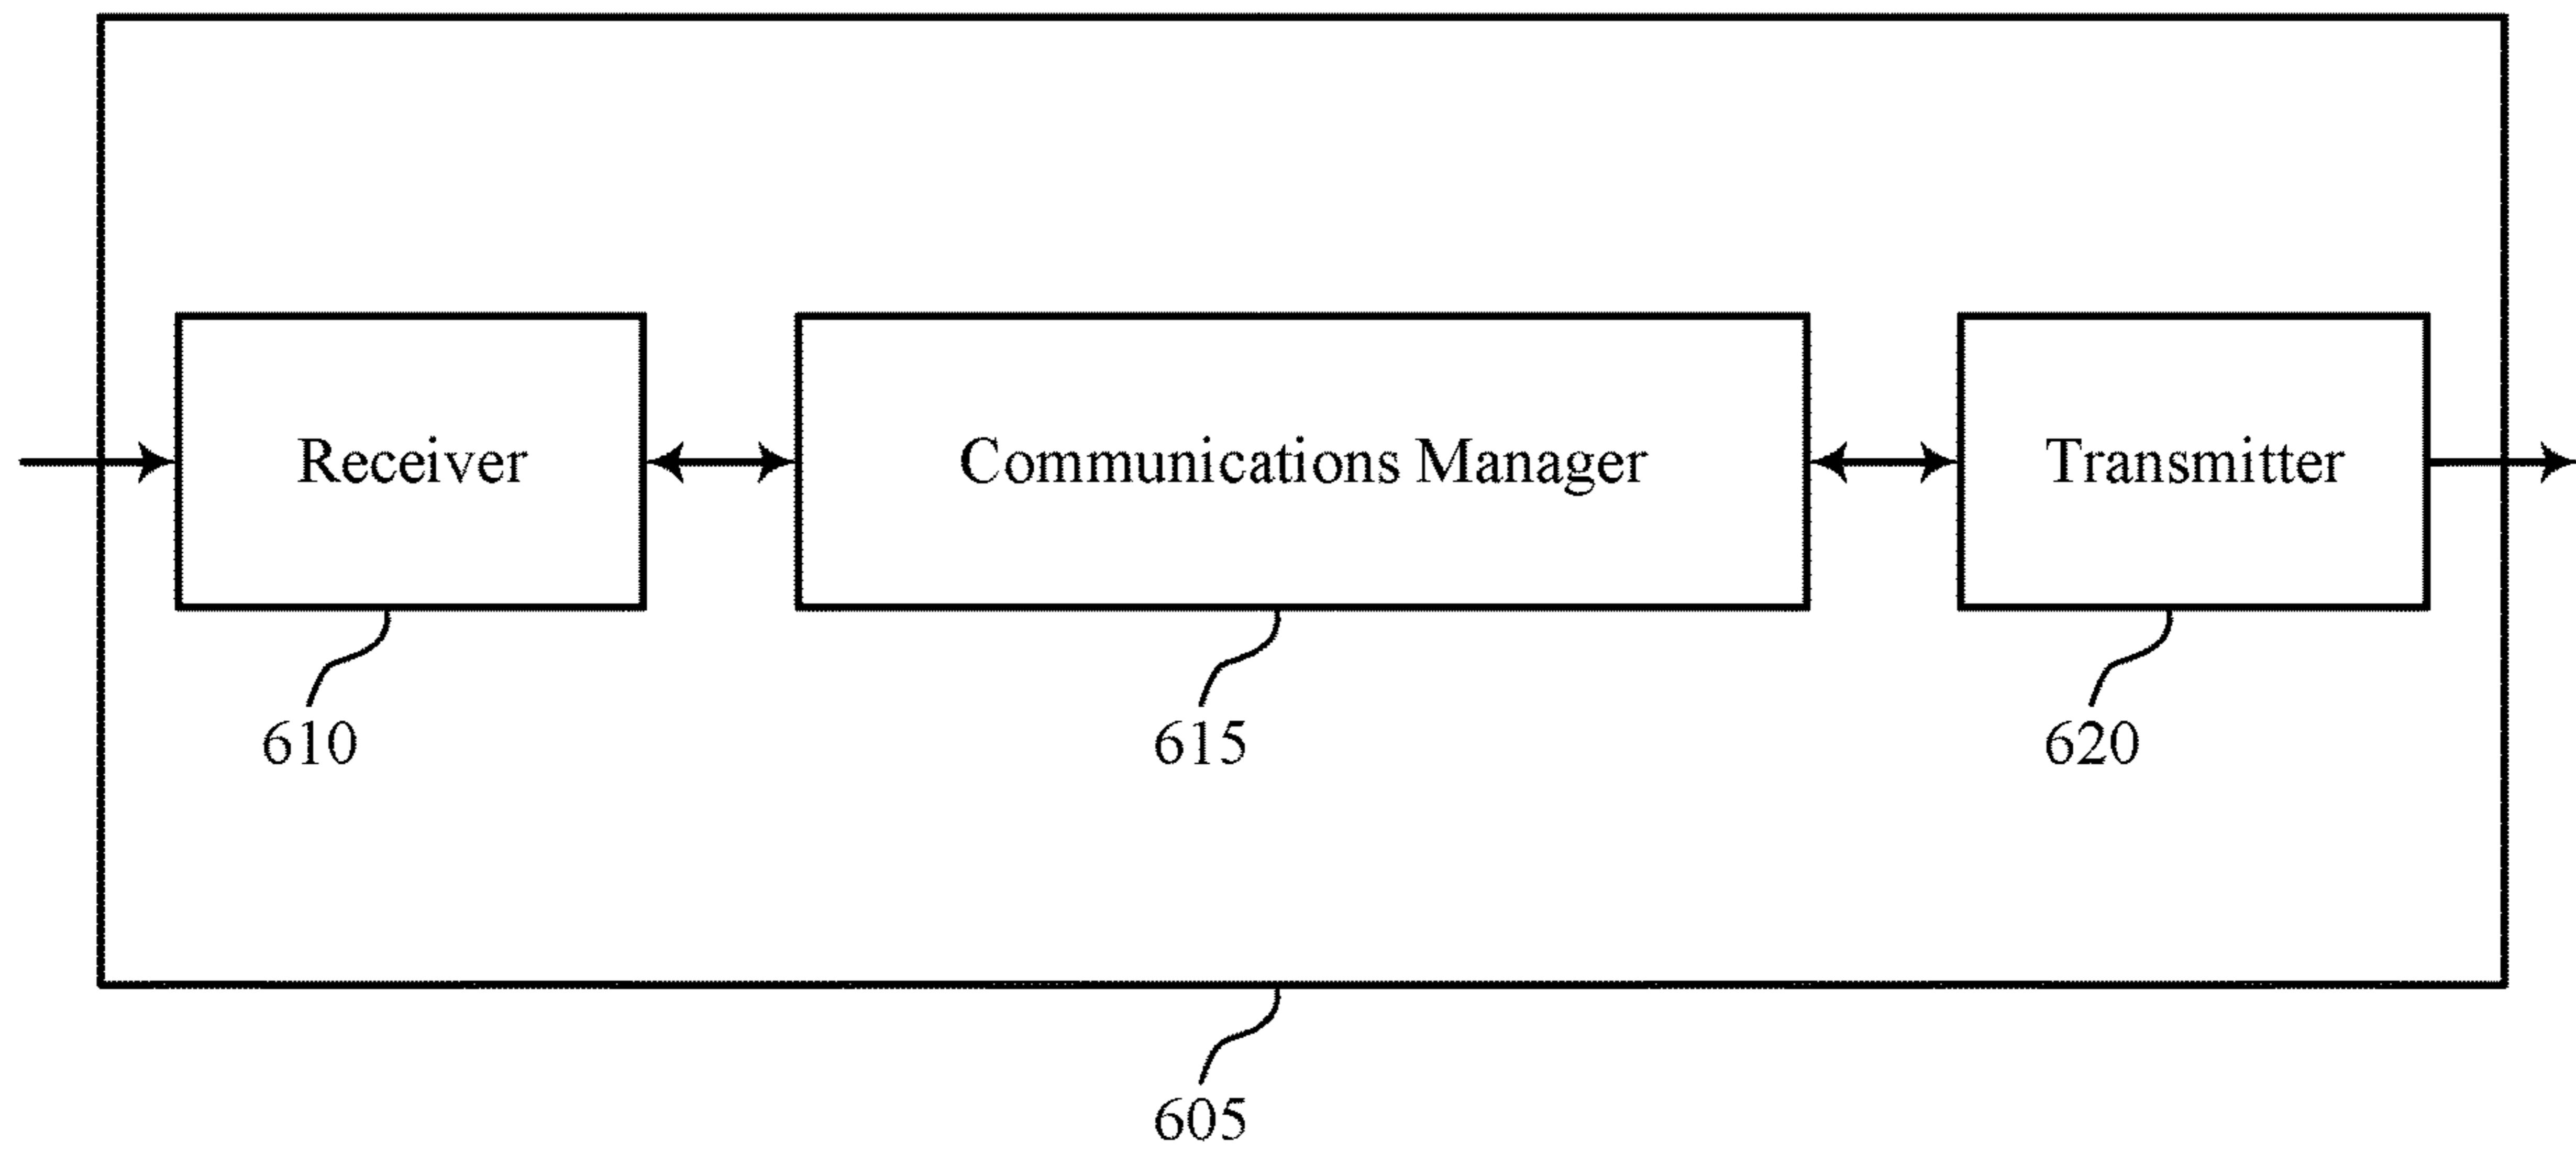 Receiver
Communications Manager
Transmitter
610
615
620
605